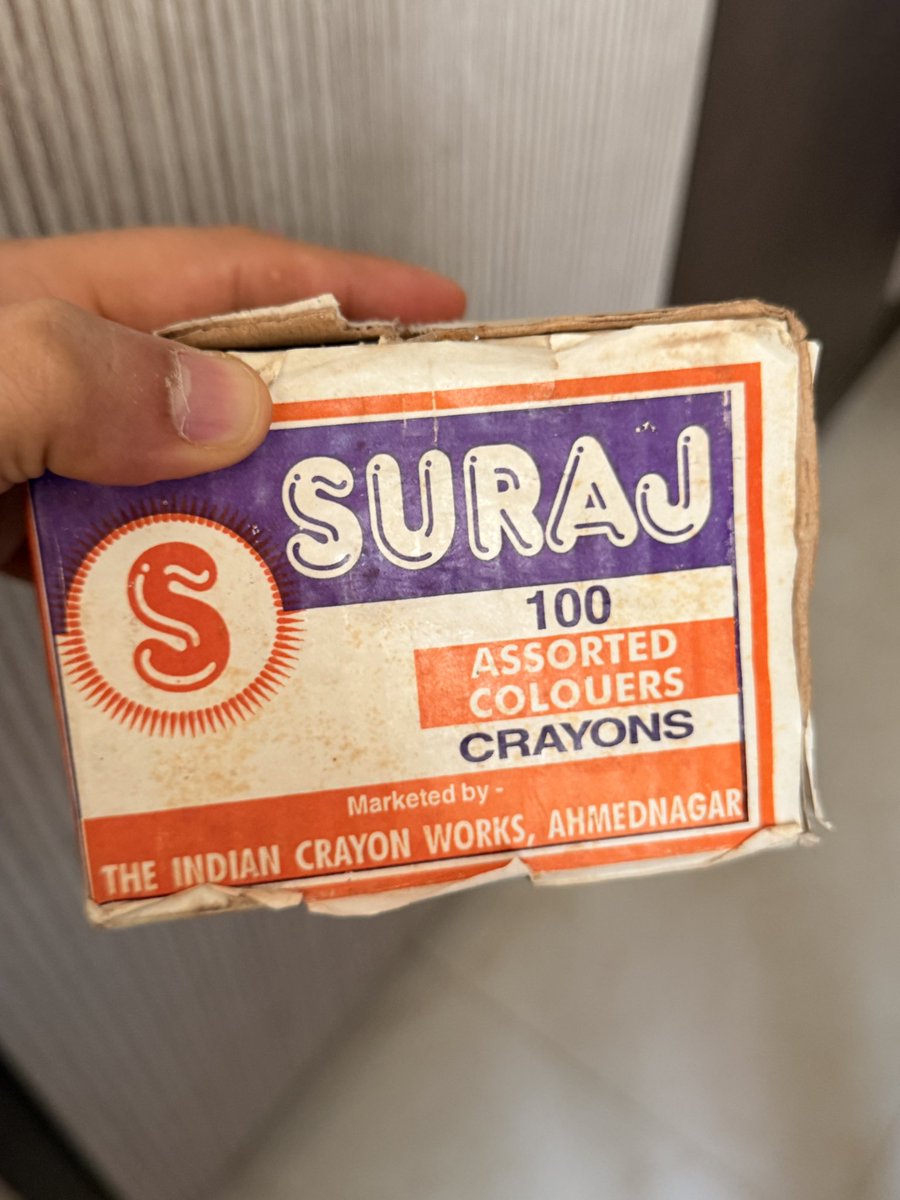 SURAJ
S
100
ASSORTED
COLOUERS
CRAYONS
Marketed by -
THE INDIAN CRAYON WORKS, AHMEDNAGAR